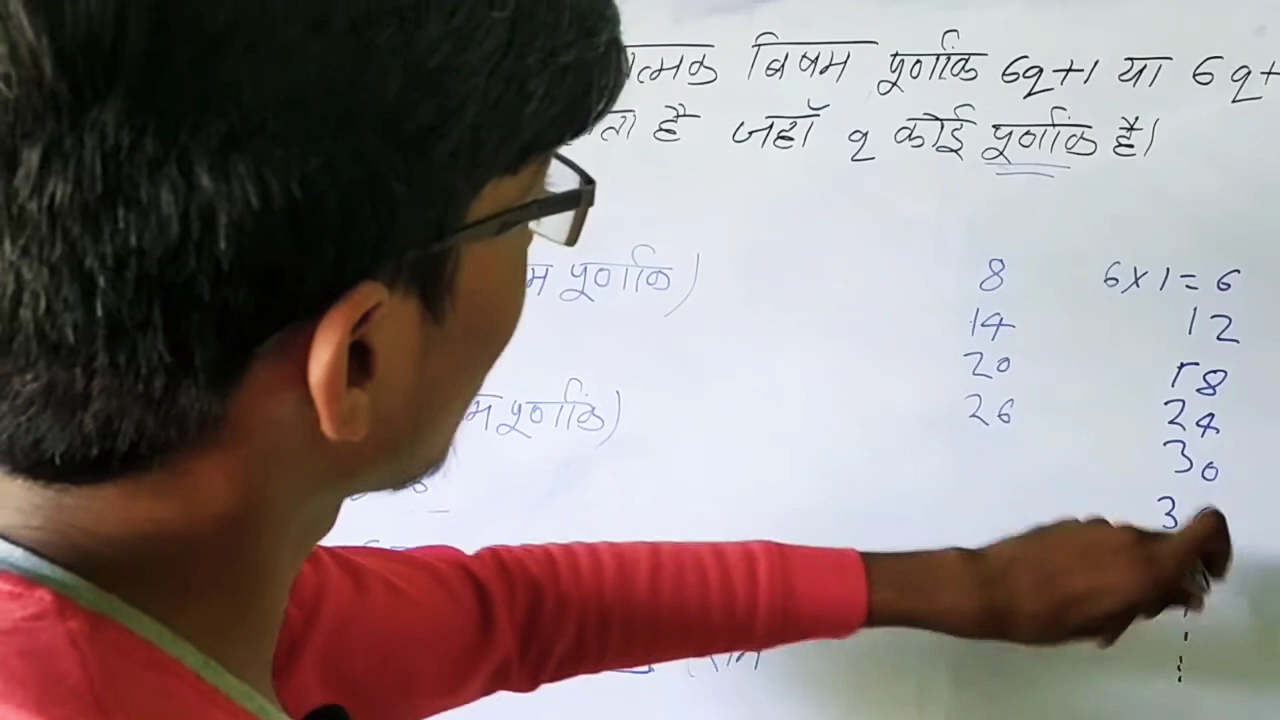 त्मक विषम पूर्णांक 6q+1 या 6q+
ता है जहाँ q कोई पूर्णांक है।
म पूर्णांक)
8 6×1=6
14 12
20 18
26 24
म पूर्णांक)
30
3